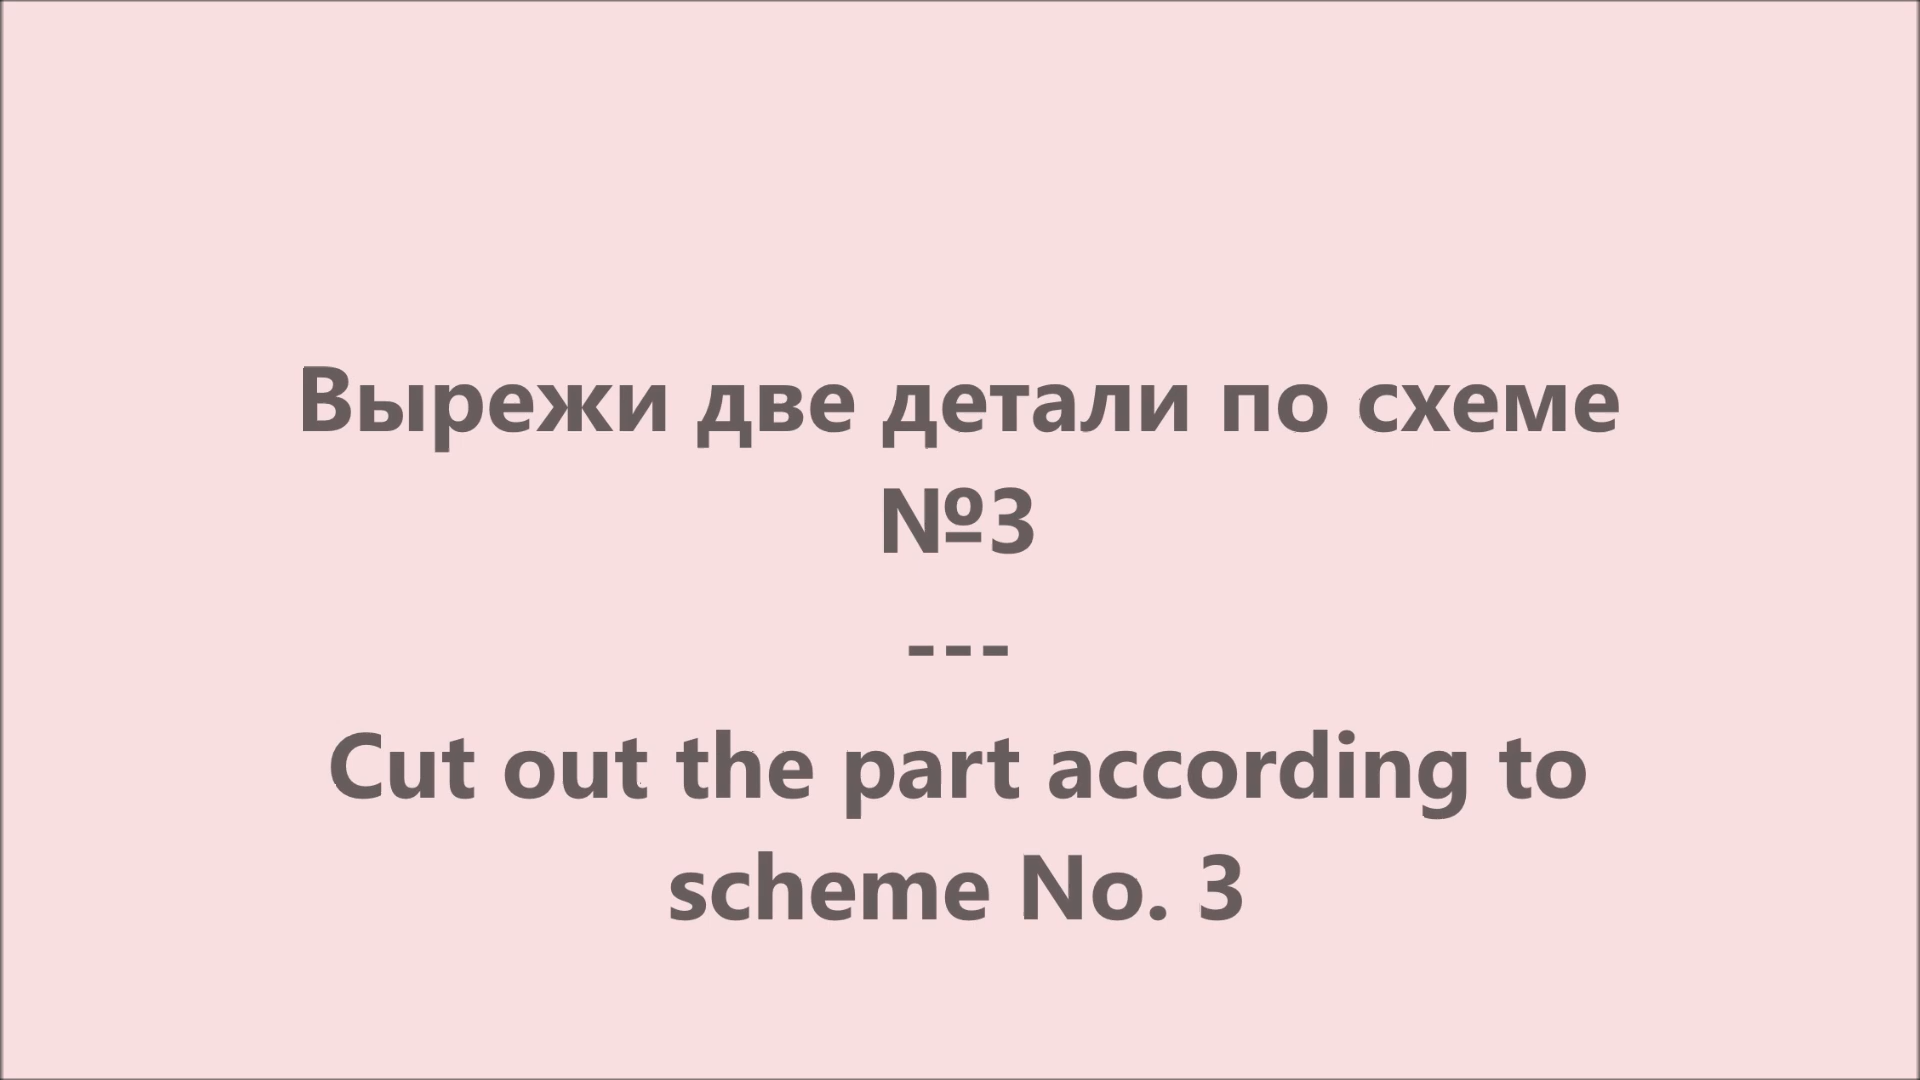 Вырежи две детали по схеме
№3
---
Cut out the part according to
scheme No. 3